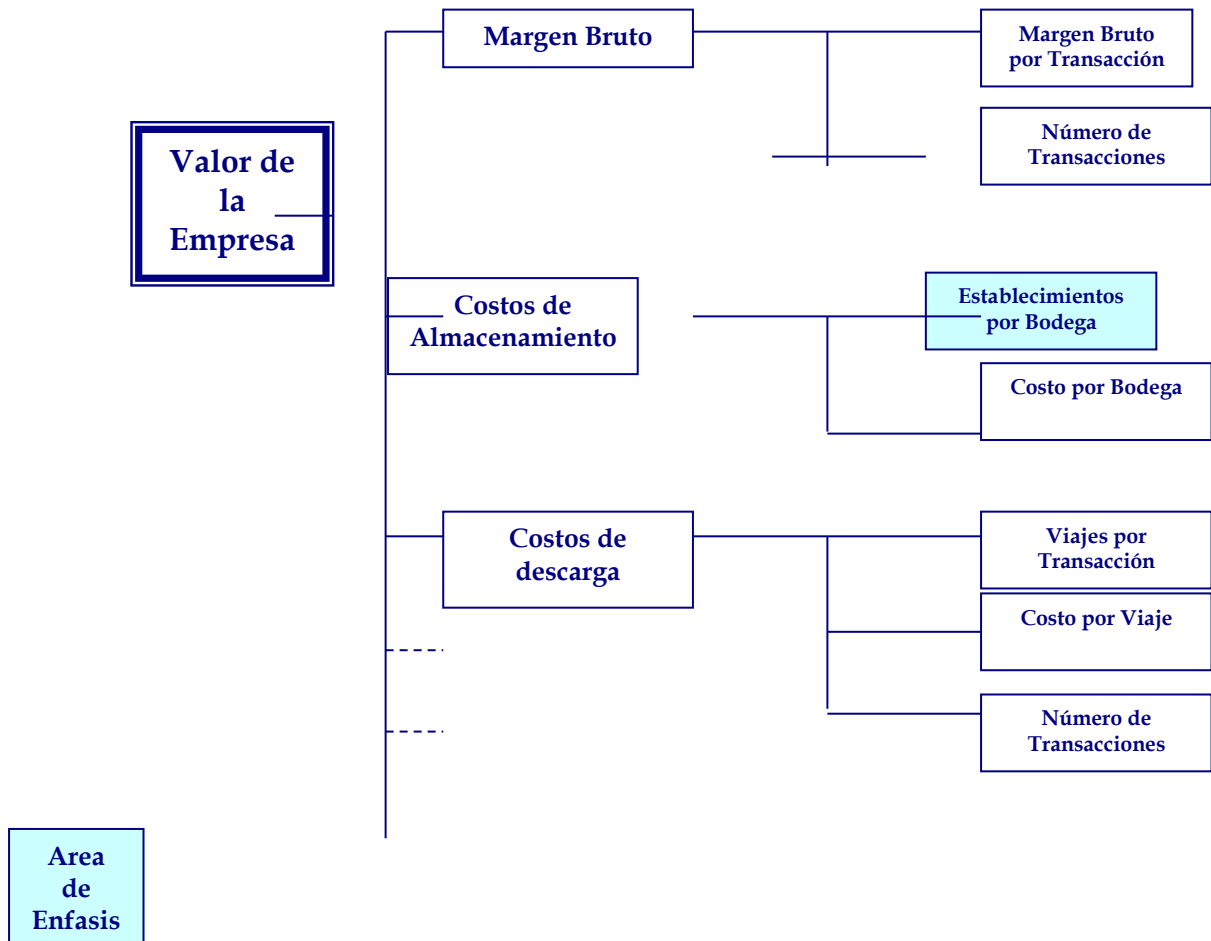 Margen Bruto
Margen Bruto
por Transacción
Número de
Transacciones
Valor de
la
Empresa
Costos de
Almacenamiento
Establecimientos
por Bodega
Costo por Bodega
Costos de
descarga
Viajes por
Transacción
Costo por Viaje
Número de
Transacciones
Area
de
Enfasis